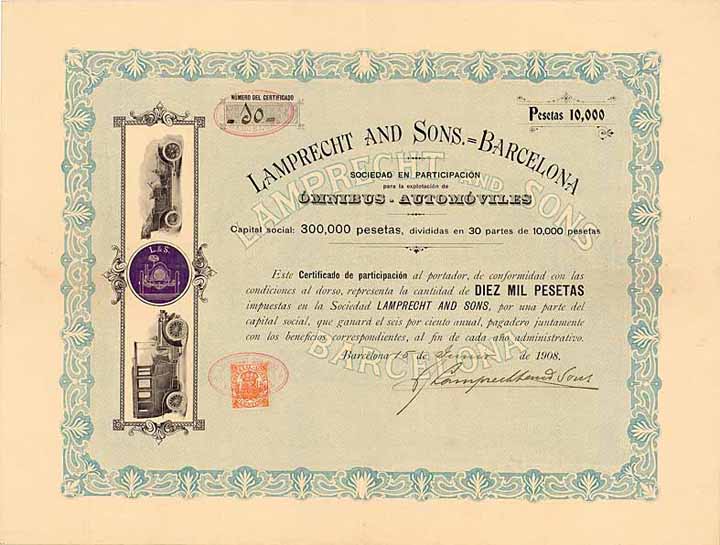 NÚMERO DEL CERTIFICADO
Pesetas 10,000
LAMPRECHT AND SONS.=BARCELONA
SOCIEDAD EN PARTICIPACIÓN
para la explotación de
ÓMNIBUS - AUTOMÓVILES
Capital social: 300,000 pesetas, divididas en 30 partes de 10,000 pesetas
LAMPRECHT AND SONS
L&S.
Este Certificado de participación al portador, de conformidad con las
condiciones al dorso, representa la cantidad de DIEZ MIL PESETAS
impuestas en la Sociedad LAMPRECHT AND SONS, por una parte del
capital social, que ganará el seis por ciento anual, pagadero juntamente
con los beneficios correspondientes, al fin de cada año administrativo.
BARCELONA
Barcelona 15 de de 1908.
Lamprecht and Sons